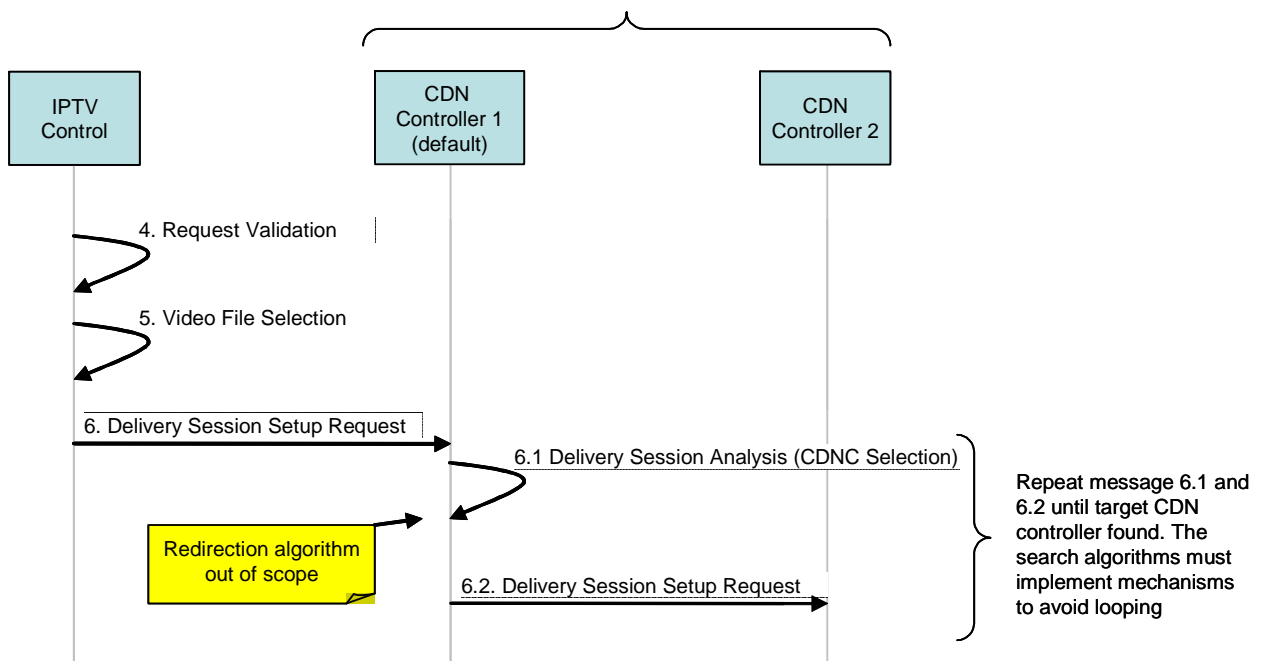 IPTV
Control
CDN
Controller 1
(default)
CDN
Controller 2
4. Request Validation
5. Video File Selection
6. Delivery Session Setup Request
6.1 Delivery Session Analysis (CDNC Selection)
Redirection algorithm
out of scope
6.2. Delivery Session Setup Request
Repeat message 6.1 and
6.2 until target CDN
controller found. The
search algorithms must
implement mechanisms
to avoid looping